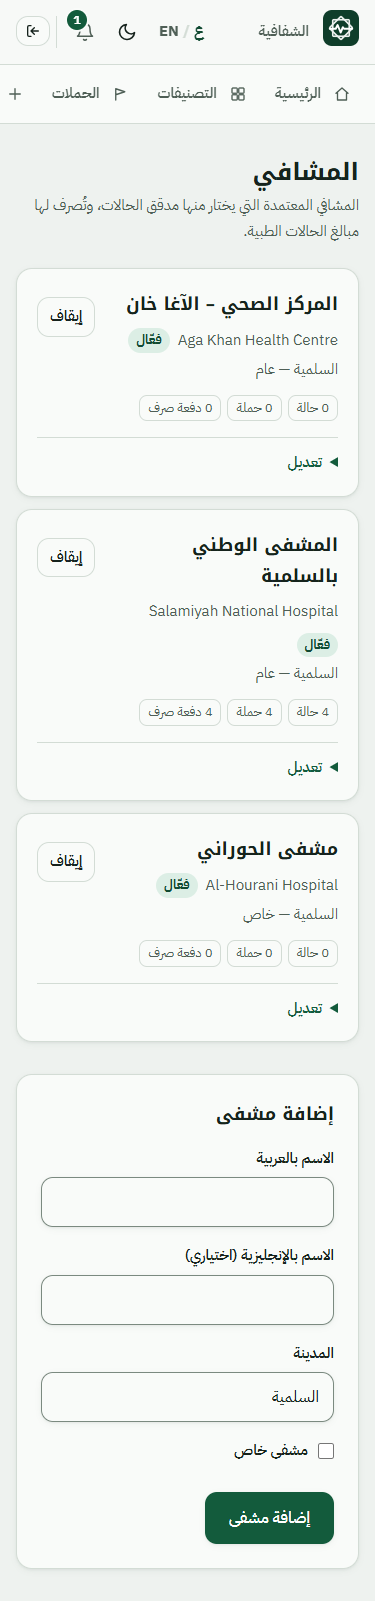 الشفافية
ع / EN
1
الرئيسية
التصنيفات
الحملات
المشافي
المشافي المعتمدة التي يختار منها مدقق الحالات، وتُصرف لها
مبالغ الحالات الطبية.
المركز الصحي – الآغا خان
إيقاف
Aga Khan Health Centre فعّال
السلمية — عام
0 حالة
0 حملة
0 دفعة صرف
تعديل
المشفى الوطني
بالسلمية
إيقاف
Salamiyah National Hospital
فعّال
السلمية — عام
4 حالة
4 حملة
4 دفعة صرف
تعديل
مشفى الحوراني
إيقاف
Al-Hourani Hospital فعّال
السلمية — خاص
0 حالة
0 حملة
0 دفعة صرف
تعديل
إضافة مشفى
الاسم بالعربية
الاسم بالإنجليزية (اختياري)
المدينة
السلمية
مشفى خاص
إضافة مشفى